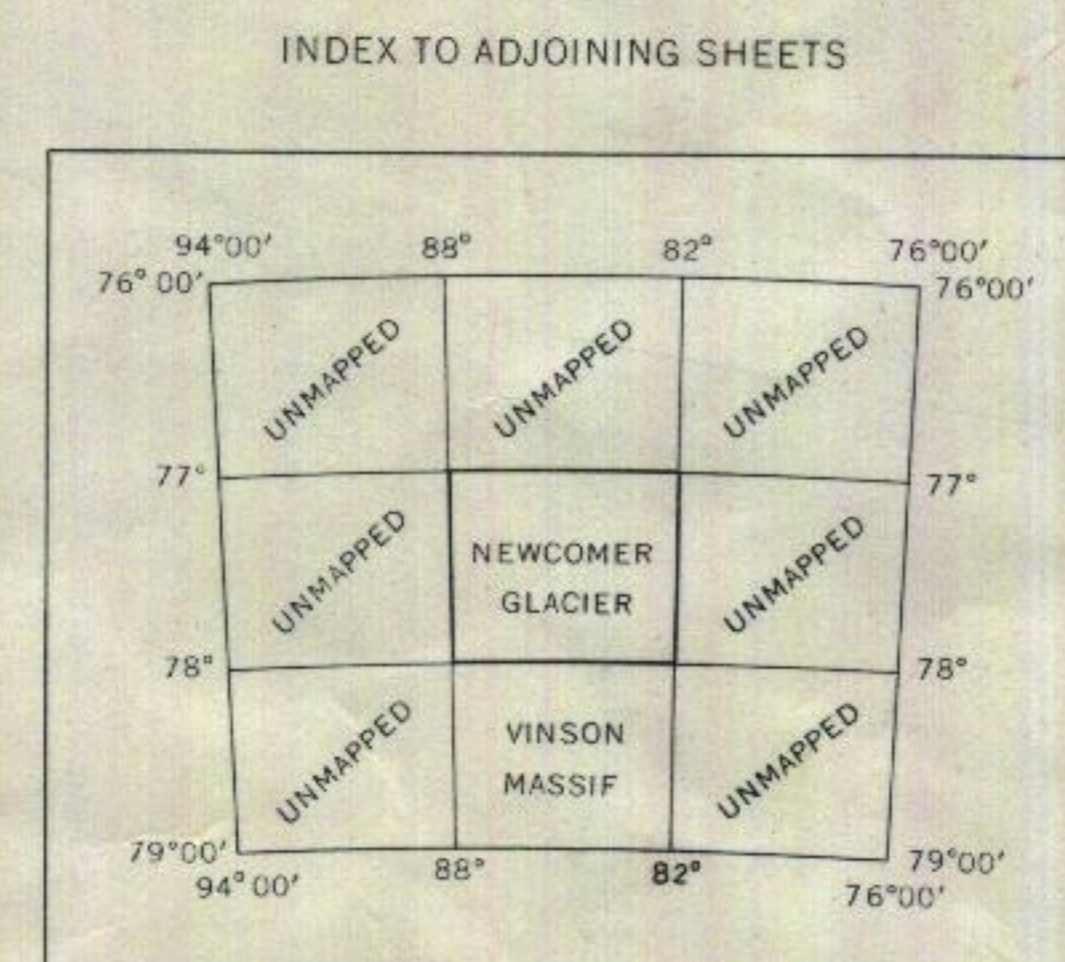 INDEX TO ADJOINING SHEETS
94°00' 88° 82° 76°00'
76°00' 76°00'
UNMAPPED UNMAPPED UNMAPPED
77° 77°
UNMAPPED NEWCOMER UNMAPPED
GLACIER
78° 78°
UNMAPPED VINSON UNMAPPED
MASSIF
79°00' 79°00'
94°00' 88° 82° 76°00'